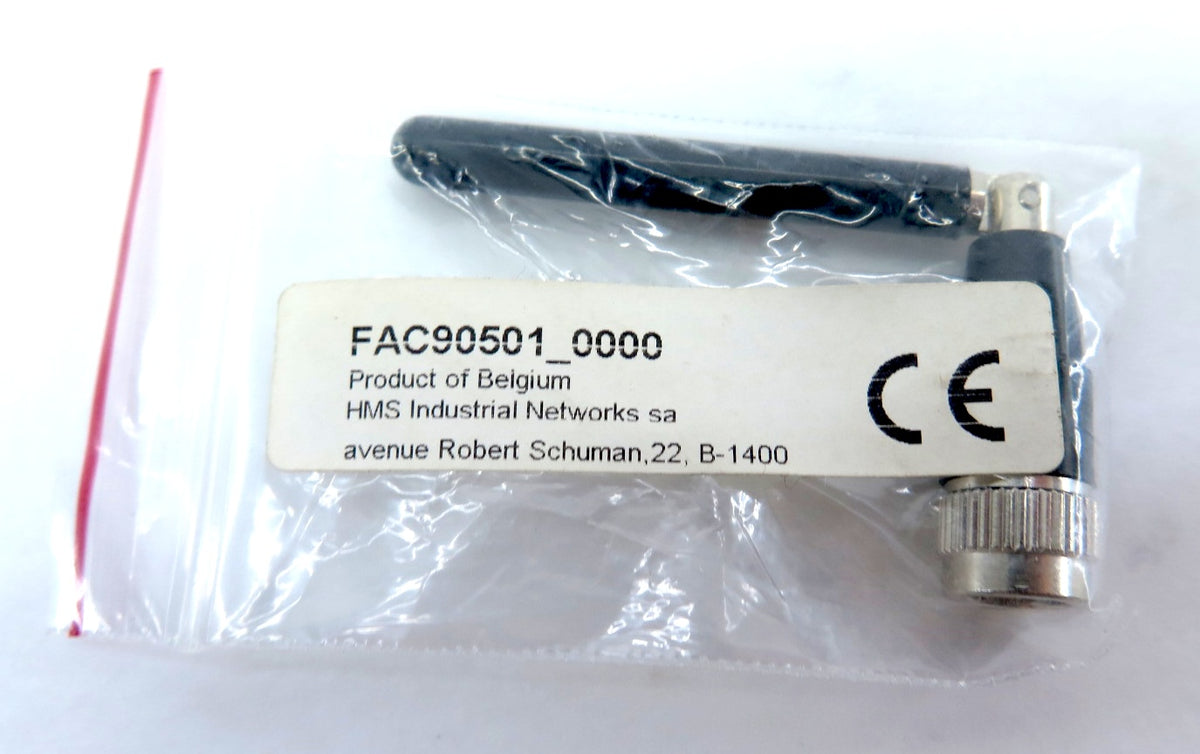 FAC90501_0000
Product of Belgium
HMS Industrial Networks sa
avenue Robert Schuman,22, B-1400
CE